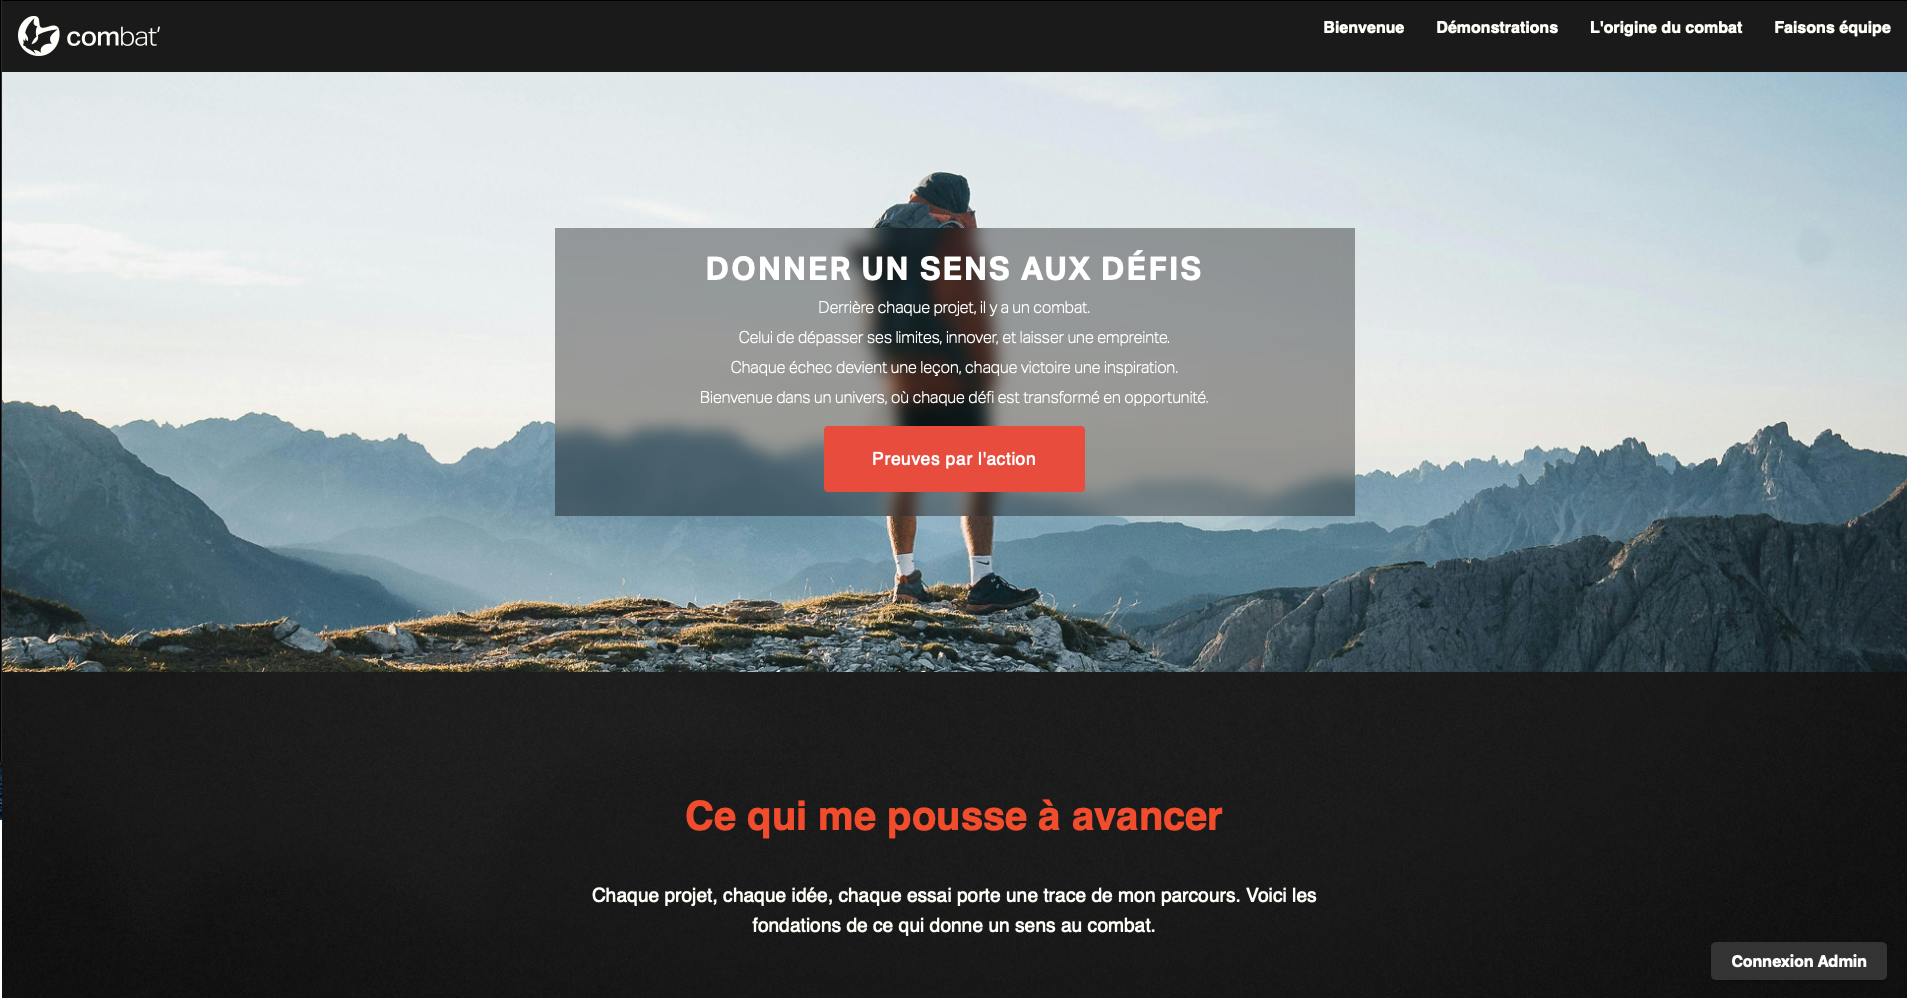 combat'
Bienvenue
Démonstrations
L'origine du combat
Faisons équipe
DONNER UN SENS AUX DÉFIS
Derrière chaque projet, il y a un combat.
Celui de dépasser ses limites, innover, et laisser une empreinte.
Chaque échec devient une leçon, chaque victoire une inspiration.
Bienvenue dans un univers, où chaque défi est transformé en opportunité.
Preuves par l'action
Ce qui me pousse à avancer
Chaque projet, chaque idée, chaque essai porte une trace de mon parcours. Voici les
fondations de ce qui donne un sens au combat.
Connexion Admin